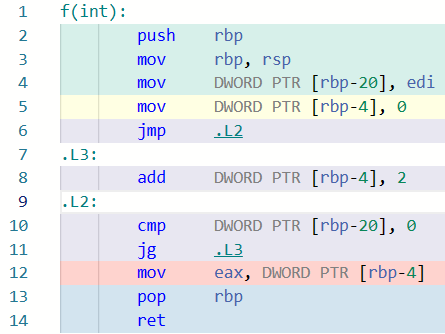 1 f(int):
2 push rbp
3 mov rbp, rsp
4 mov DWORD PTR [rbp-20], edi
5 mov DWORD PTR [rbp-4], 0
6 jmp .L2
7 .L3:
8 add DWORD PTR [rbp-4], 2
9 .L2:
10 cmp DWORD PTR [rbp-20], 0
11 jg .L3
12 mov eax, DWORD PTR [rbp-4]
13 pop rbp
14 ret